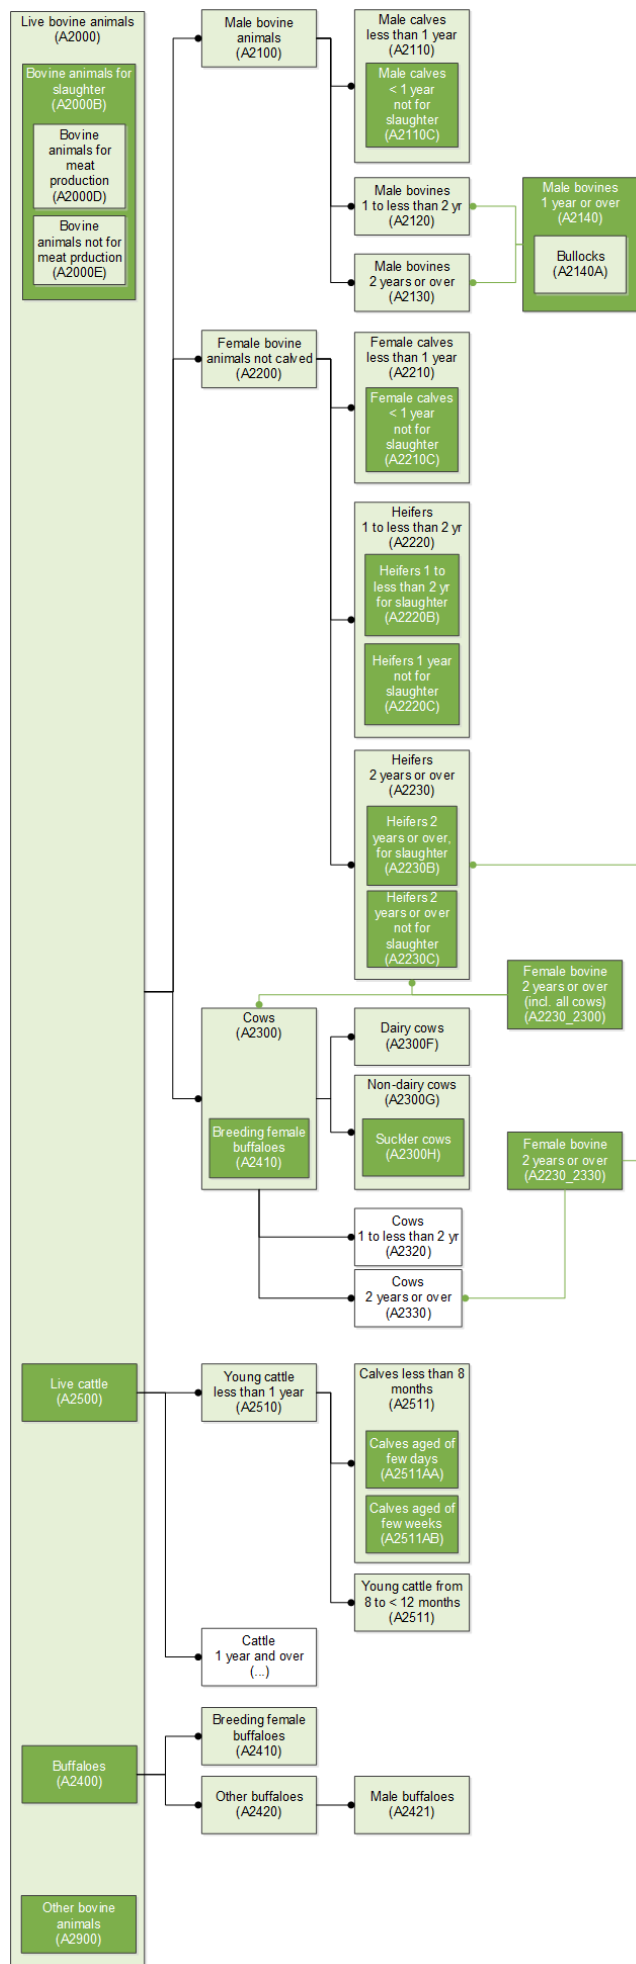 Live bovine animals
(A2000)
Bovine animals for
slaughter
(A2000B)
Bovine
animals for
meat
production
(A2000D)
Bovine
animals not for
meat prduction
(A2000E)
Male bovine
animals
(A2100)
Male calves
less than 1 year
(A2110)
Male calves
< 1 year
not for
slaughter
(A2110C)
Male bovines
1 to less than 2 yr
(A2120)
Male bovines
2 years or over
(A2130)
Male bovines
1 year or over
(A2140)
Bullocks
(A2140A)
Female bovine
animals not calved
(A2200)
Female calves
less than 1 year
(A2210)
Female calves
< 1 year
not for
slaughter
(A2210C)
Heifers
1 to less than 2 yr
(A2220)
Heifers 1 to
less than 2 yr
for slaughter
(A2220B)
Heifers 1 year
not for
slaughter
(A2220C)
Heifers
2 years or over
(A2230)
Heifers 2
years or over,
for slaughter
(A2230B)
Heifers 2
years or over
not for
slaughter
(A2230C)
Female bovine
2 years or over
(incl. all cows)
(A2230_2300)
Cows
(A2300)
Breeding female
buffaloes
(A2410)
Dairy cows
(A2300F)
Non-dairy cows
(A2300G)
Suckler cows
(A2300H)
Female bovine
2 years or over
(A2230_2330)
Cows
1 to less than 2 yr
(A2320)
Cows
2 years or over
(A2330)
Live cattle
(A2500)
Young cattle
less than 1 year
(A2510)
Calves less than 8
months
(A2511)
Calves aged of
few days
(A2511AA)
Calves aged of
few weeks
(A2511AB)
Young cattle from
8 to < 12 months
(A2511)
Cattle
1 year and over
(...)
Buffaloes
(A2400)
Breeding female
buffaloes
(A2410)
Other buffaloes
(A2420)
Male buffaloes
(A2421)
Other bovine
animals
(A2900)